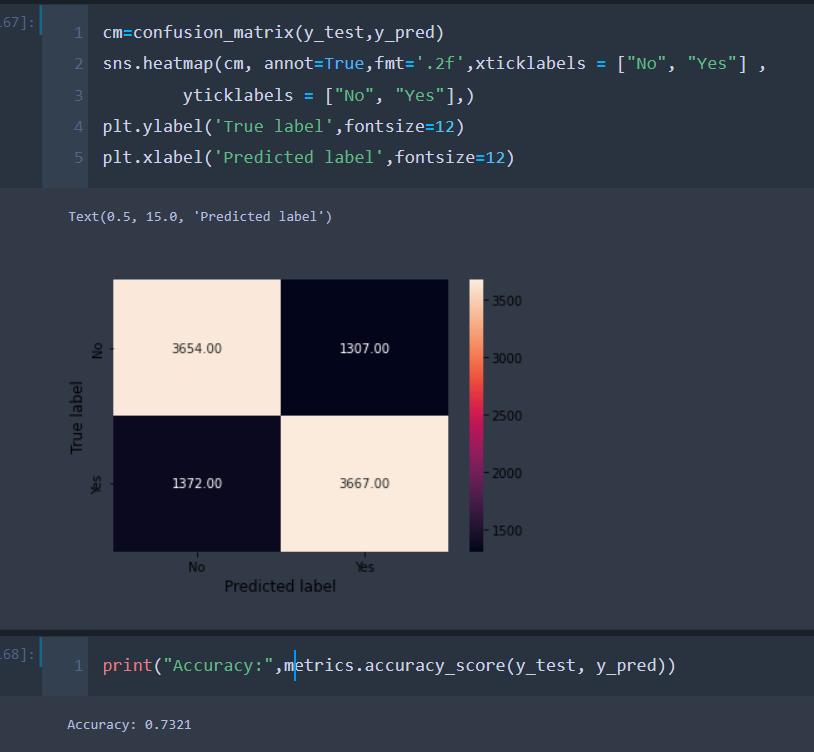 67]:
1 cm=confusion_matrix(y_test,y_pred)
2 sns.heatmap(cm, annot=True,fmt='.2f',xticklabels = ["No", "Yes"] ,
3 yticklabels = ["No", "Yes"],)
4 plt.ylabel('True label',fontsize=12)
5 plt.xlabel('Predicted label',fontsize=12)
Text(0.5, 15.0, 'Predicted label')
3500
3000
2500
2000
1500
No
3654.00 1307.00
True label
Yes
1372.00 3667.00
No Yes
Predicted label
68]:
1 print("Accuracy:",metrics.accuracy_score(y_test, y_pred))
Accuracy: 0.7321